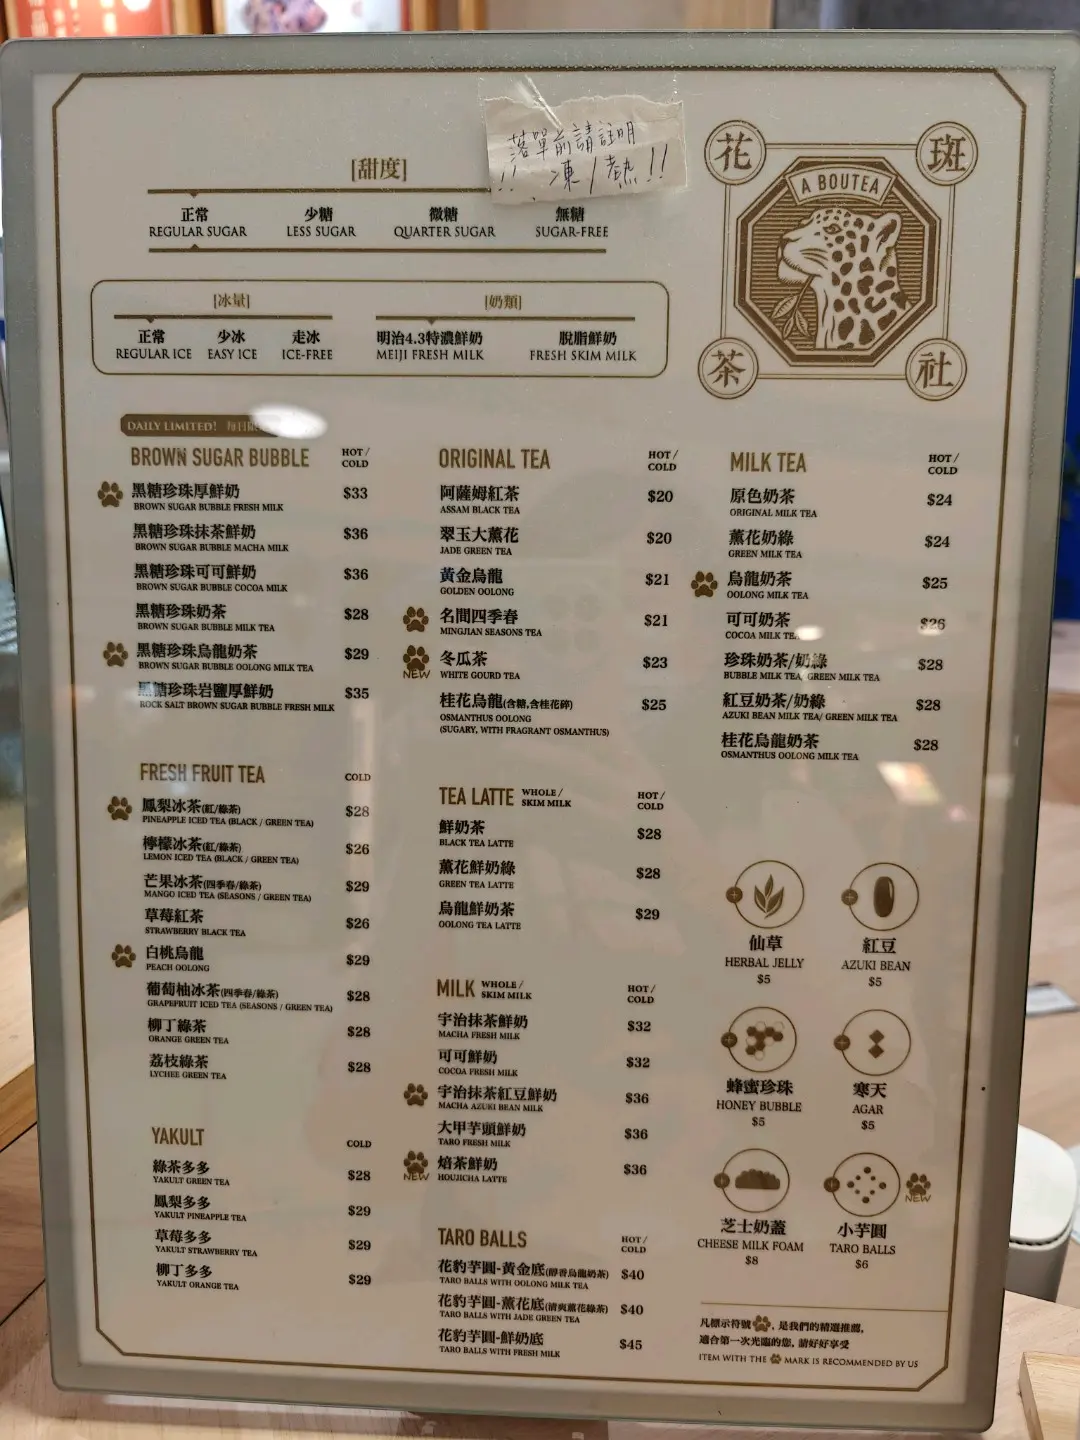 落單前請註明
!! 凍/熱!!
[甜度]
正常 少糖 微糖 無糖
REGULAR SUGAR LESS SUGAR QUARTER SUGAR SUGAR-FREE
[冰量] [奶類]
正常 少冰 走冰 明治4.3特濃鮮奶 脫脂鮮奶
REGULAR ICE EASY ICE ICE-FREE MEIJI FRESH MILK FRESH SKIM MILK
花 斑
A BOUTEA
茶 社
DAILY LIMITED! 每日限
BROWN SUGAR BUBBLE HOT / COLD
黑糖珍珠厚鮮奶 $33
BROWN SUGAR BUBBLE FRESH MILK
黑糖珍珠抹茶鮮奶 $36
BROWN SUGAR BUBBLE MACHA MILK
黑糖珍珠可可鮮奶 $36
BROWN SUGAR BUBBLE COCOA MILK
黑糖珍珠奶茶 $28
BROWN SUGAR BUBBLE MILK TEA
黑糖珍珠烏龍奶茶 $29
BROWN SUGAR BUBBLE OOLONG MILK TEA
黑糖珍珠岩鹽厚鮮奶 $35
ROCK SALT BROWN SUGAR BUBBLE FRESH MILK
FRESH FRUIT TEA COLD
鳳梨冰茶(紅/綠茶) $28
PINEAPPLE ICED TEA (BLACK / GREEN TEA)
檸檬冰茶(紅/綠茶) $26
LEMON ICED TEA (BLACK / GREEN TEA)
芒果冰茶(四季春/綠茶) $29
MANGO ICED TEA (SEASONS / GREEN TEA)
草莓紅茶 $26
STRAWBERRY BLACK TEA
白桃烏龍 $29
PEACH OOLONG
葡萄柚冰茶(四季春/綠茶) $28
GRAPEFRUIT ICED TEA (SEASONS / GREEN TEA)
柳丁綠茶 $28
ORANGE GREEN TEA
荔枝綠茶 $28
LYCHEE GREEN TEA
YAKULT COLD
綠茶多多 $28
YAKULT GREEN TEA
鳳梨多多 $29
YAKULT PINEAPPLE TEA
草莓多多 $29
YAKULT STRAWBERRY TEA
柳丁多多 $29
YAKULT ORANGE TEA
ORIGINAL TEA HOT / COLD
阿薩姆紅茶 $20
ASSAM BLACK TEA
翠玉大薰花 $20
JADE GREEN TEA
黃金烏龍 $21
GOLDEN OOLONG
名間四季春 $21
MINGJIAN SEASONS TEA
冬瓜茶 $23
NEW WHITE GOURD TEA
桂花烏龍(含糖,含桂花碎) $25
OSMANTHUS OOLONG
(SUGARY, WITH FRAGRANT OSMANTHUS)
TEA LATTE WHOLE / SKIM MILK HOT / COLD
鮮奶茶 $28
BLACK TEA LATTE
薰花鮮奶綠 $28
GREEN TEA LATTE
烏龍鮮奶茶 $29
OOLONG TEA LATTE
MILK WHOLE / SKIM MILK HOT / COLD
宇治抹茶鮮奶 $32
MACHA FRESH MILK
可可鮮奶 $32
COCOA FRESH MILK
宇治抹茶紅豆鮮奶 $36
MACHA AZUKI BEAN MILK
大甲芋頭鮮奶 $36
TARO FRESH MILK
焙茶鮮奶 $36
NEW HOUJICHA LATTE
TARO BALLS HOT / COLD
花豹芋圓-黃金底(醇香烏龍奶茶) $40
TARO BALLS WITH OOLONG MILK TEA
花豹芋圓-薰花底(清爽薰花綠茶) $40
TARO BALLS WITH JADE GREEN TEA
花豹芋圓-鮮奶底 $45
TARO BALLS WITH FRESH MILK
MILK TEA HOT / COLD
原色奶茶 $24
ORIGINAL MILK TEA
薰花奶綠 $24
GREEN MILK TEA
烏龍奶茶 $25
OOLONG MILK TEA
可可奶茶 $26
COCOA MILK TEA
珍珠奶茶/奶綠 $28
BUBBLE MILK TEA/ GREEN MILK TEA
紅豆奶茶/奶綠 $28
AZUKI BEAN MILK TEA/ GREEN MILK TEA
桂花烏龍奶茶 $28
OSMANTHUS OOLONG MILK TEA
仙草 紅豆
HERBAL JELLY AZUKI BEAN
$5 $5
蜂蜜珍珠 寒天
HONEY BUBBLE AGAR
$5 $5
NEW
芝士奶蓋 小芋圓
CHEESE MILK FOAM TARO BALLS
$8 $6
凡標示符號, 是我們的精選推薦,
適合第一次光臨的您, 請好好享受
ITEM WITH THE MARK IS RECOMMENDED BY US